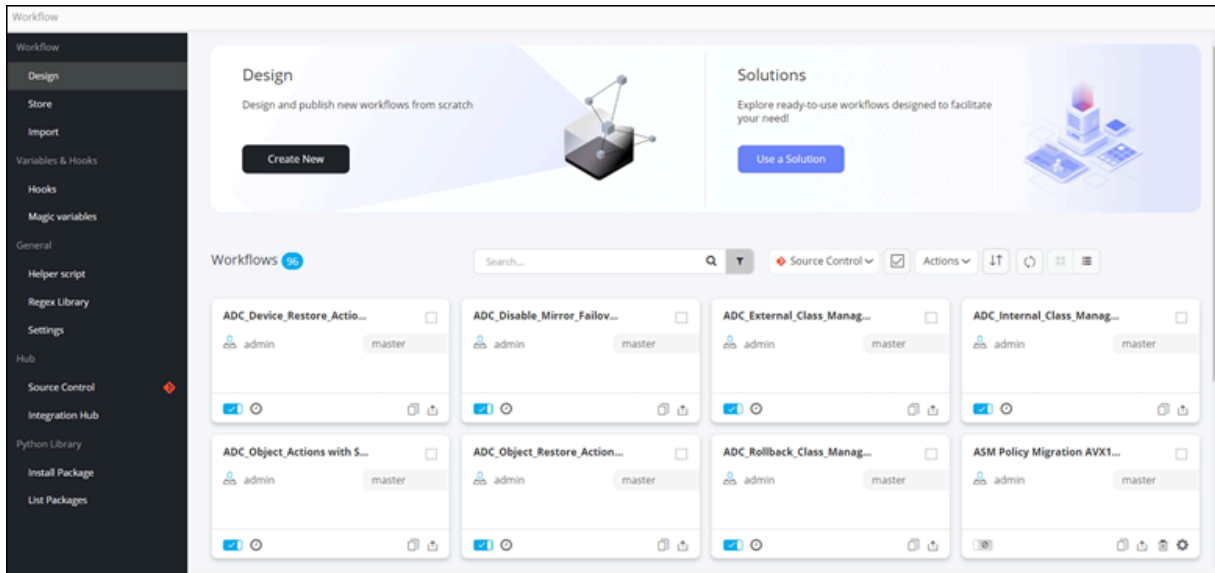 Workflow
Workflow
Design
Store
Import
Variables & Hooks
Hooks
Magic variables
General
Helper script
Regex Library
Settings
Hub
Source Control
Integration Hub
Python Library
Install Package
List Packages
Design
Design and publish new workflows from scratch
Create New
Solutions
Explore ready-to-use workflows designed to facilitate
your need!
Use a Solution
Workflows 96
Search...
Source Control
Actions
ADC_Device_Restore_Actio...
admin master
ADC_Disable_Mirror_Failov...
admin master
ADC_External_Class_Manag...
admin master
ADC_Internal_Class_Manag...
admin master
ADC_Object_Actions with S...
admin master
ADC_Object_Restore_Action...
admin master
ADC_Rollback_Class_Manag...
admin master
ASM Policy Migration AVX1...
admin master